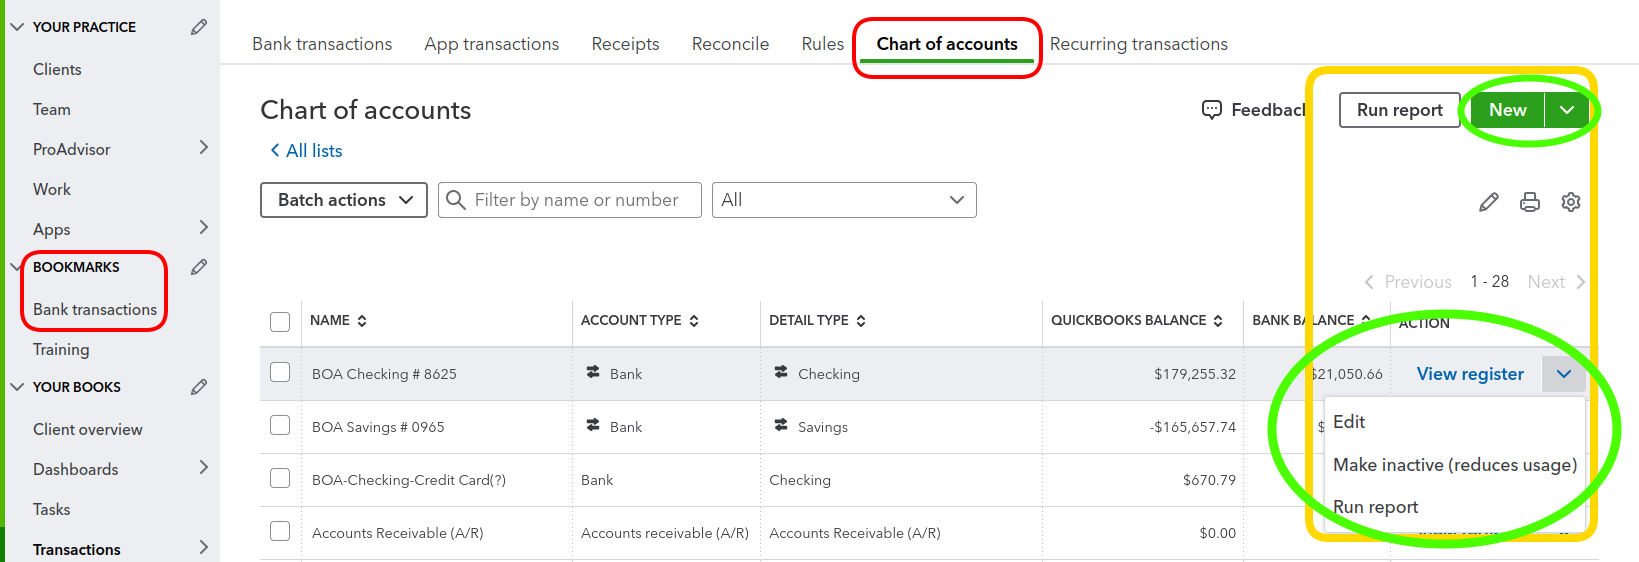 YOUR PRACTICE
Clients
Team
ProAdvisor
Work
Apps
BOOKMARKS
Bank transactions
Training
YOUR BOOKS
Client overview
Dashboards
Tasks
Transactions
Bank transactions App transactions Receipts Reconcile Rules Chart of accounts Recurring transactions
Chart of accounts Feedback Run report New
All lists
Batch actions Filter by name or number All
Previous 1 - 28 Next
NAME ACCOUNT TYPE DETAIL TYPE QUICKBOOKS BALANCE BANK BALANCE ACTION
BOA Checking # 8625 Bank Checking $179,255.32 $21,050.66 View register
BOA Savings # 0965 Bank Savings -$165,657.74 $
Edit
Make inactive (reduces usage)
BOA-Checking-Credit Card(?) Bank Checking $670.79
Run report
Accounts Receivable (A/R) Accounts receivable (A/R) Accounts Receivable (A/R) $0.00